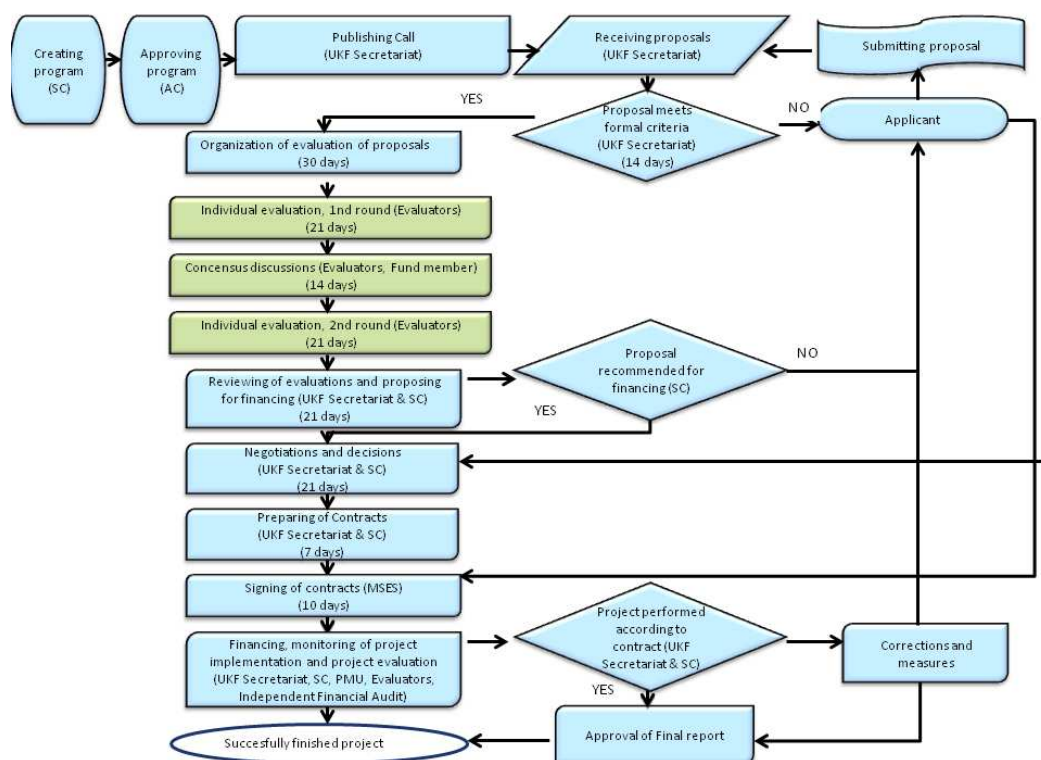 Creating
program
(SC)
Approving
program
(AC)
Publishing Call
(UKF Secretariat)
Receiving proposals
(UKF Secretariat)
Submitting proposal
YES
Proposal meets
formal criteria
(UKF Secretariat)
(14 days)
NO
Applicant
Organization of evaluation of proposals
(30 days)
Individual evaluation, 1nd round (Evaluators)
(21 days)
Concensus discussions (Evaluators, Fund member)
(14 days)
Individual evaluation, 2nd round (Evaluators)
(21 days)
Proposal
recommended for
financing (SC)
NO
Reviewing of evaluations and proposing
for financing (UKF Secretariat & SC)
(21 days)
YES
Negotiations and decisions
(UKF Secretariat & SC)
(21 days)
Preparing of Contracts
(UKF Secretariat & SC)
(7 days)
Signing of contracts (MSES)
(10 days)
Project performed
according to
contract (UKF
Secretariat & SC)
Corrections and
measures
Financing, monitoring of project
implementation and project evaluation
(UKF Secretariat, SC, PMU, Evaluators,
Independent Financial Audit)
YES
Succesfully finished project
Approval of Final report